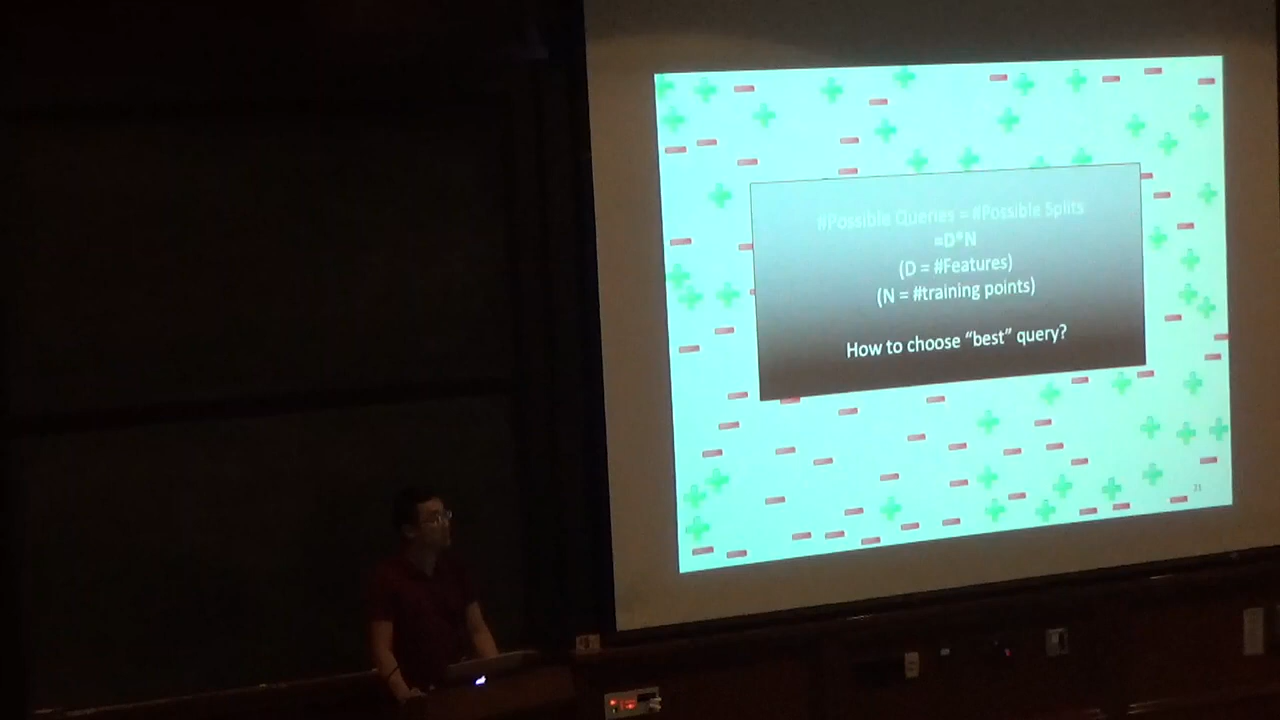 #Possible Queries = #Possible Splits
=D*N
(D = #Features)
(N = #training points)
How to choose “best” query?